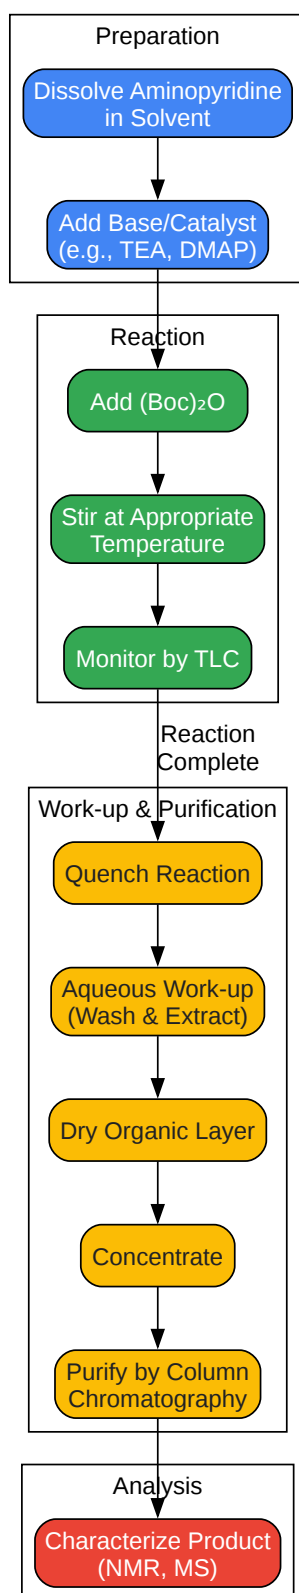 Preparation
Dissolve Aminopyridine
in Solvent
Add Base/Catalyst
(e.g., TEA, DMAP)
Reaction
Add (Boc)₂O
Stir at Appropriate
Temperature
Monitor by TLC
Reaction
Complete
Work-up & Purification
Quench Reaction
Aqueous Work-up
(Wash & Extract)
Dry Organic Layer
Concentrate
Purify by Column
Chromatography
Analysis
Characterize Product
(NMR, MS)